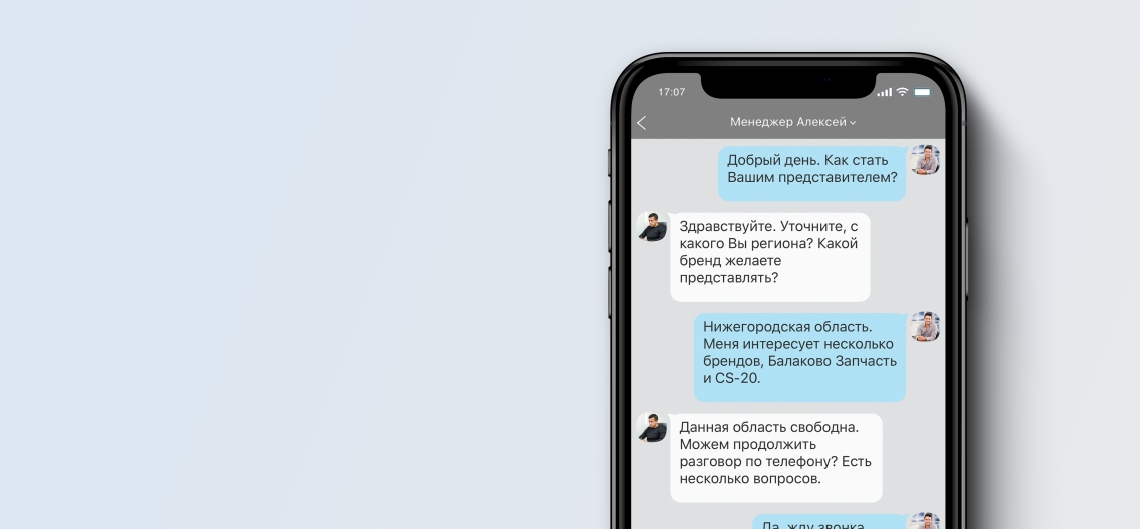 17:07
Менеджер Алексей
Добрый день. Как стать
Вашим представителем?
Здравствуйте. Уточните, с
какого Вы региона? Какой
бренд желаете
представлять?
Нижегородская область.
Меня интересует несколько
брендов, Балаково Запчасть
и CS-20.
Данная область свободна.
Можем продолжить
разговор по телефону? Есть
несколько вопросов.
Да, жду звонка